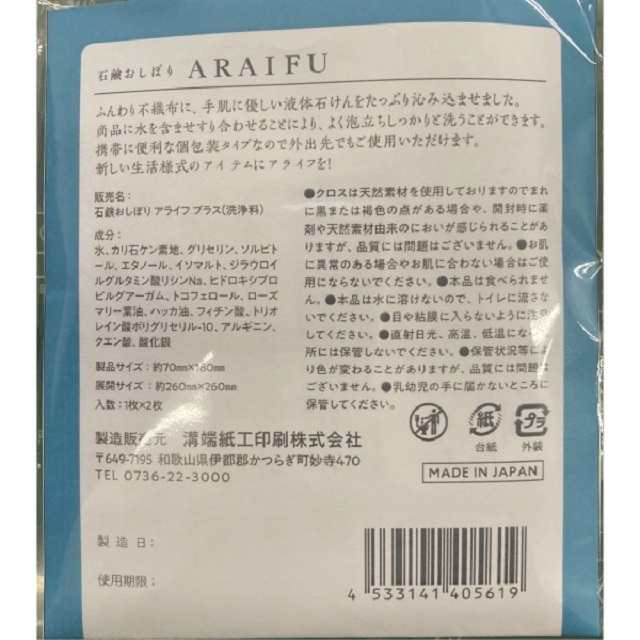 石鹸おしぼり ARAIFU
ふんわり不織布に、手肌に優しい液体石けんをたっぷり沁み込ませました。
商品に水を含ませすり合わせることにより、よく泡立ちしっかりと洗うことができます。
携帯に便利な個包装タイプなので外出先でもご使用いただけます。
新しい生活様式のアイテムにアライフを!
販売名:
石鹸おしぼり アライフ プラス(洗浄料)
成分:
水、カリ石ケン素地、グリセリン、ソルビト
ール、エタノール、イソマルト、ジラウロイ
ルグルタミン酸リシンNa、ヒドロキシプロ
ピルグアーガム、トコフェロール、ローズ
マリー葉油、ハッカ油、フィチン酸、トリオ
レイン酸ポリグリセリル-10、アルギニン、
クエン酸、酸化銀
製品サイズ:約70mm×180mm
展開サイズ:約260mm×260mm
入数:1枚×2枚
●クロスは天然素材を使用しておりますのでまれ
に黒または褐色の点がある場合や、開封時に薬
剤や天然素材由来のにおいが感じられることがあ
りますが、品質には問題はございません。●お肌
に異常のある場合やお肌に合わない場合はご使
用にならないでください。●本品は食べられませ
ん。●本品は水に溶けないので、トイレに流さな
いでください。●目や粘膜に入らないように注意
してください。●直射日光、高温、低温にな
所には保管しないでください。●保管状況等によ
り色が変わることがありますが、品質には問題は
ございません。●乳幼児の手に届かないところに
保管してください。
紙
台紙
プラ
外装
MADE IN JAPAN
製造販売元 溝端紙工印刷株式会社
〒649-7195 和歌山県伊都郡かつらぎ町妙寺470
TEL 0736-22-3000
製造日:
使用期限:
4 533141 405619